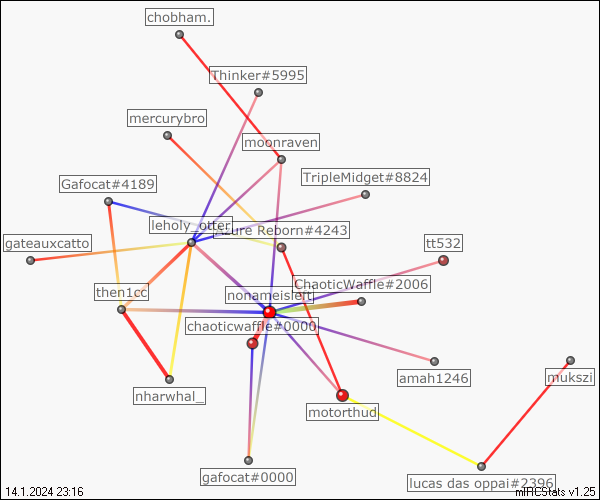 chobham.
Thinker#5995
mercurybro
moonraven
TripleMidget#8824
Gafocat#4189
leholy_otter
Azure Reborn#4243
gateauxcatto
tt532
ChaoticWaffle#2006
then1cc
nonameisleft
chaoticwaffle#0000
amah1246
mukszi
nharwhal_
motorthud
gafocat#0000
lucas das oppai#2396
14.1.2024 23:16
mIRCStats v1.25